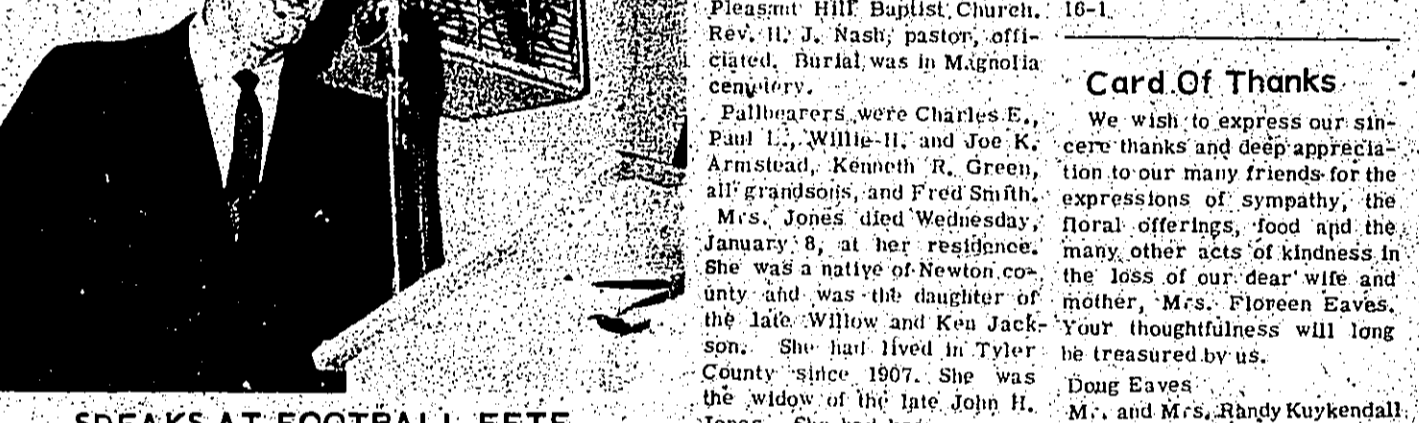 Pleasant Hill Baptist Church.
Rev. H. J. Nash, pastor, offi-
ciated. Burial was in Magnolia
cemetery.
Pallbearers were Charles E.,
Paul L., Willie H. and Joe K.
Armstead, Kenneth R. Green,
all grandsons, and Fred Smith.
Mrs. Jones died Wednesday,
January 8, at her residence.
She was a native of Newton co-
unty and was the daughter of
the late Willow and Ken Jack-
son. She had lived in Tyler
County since 1907. She was
the widow of the late John H.
Jones. She had
16-1
Card Of Thanks
We wish to express our sin-
cere thanks and deep apprecia-
tion to our many friends for the
expressions of sympathy, the
floral offerings, food and the
many other acts of kindness in
the loss of our dear wife and
mother, Mrs. Floreen Eaves.
Your thoughtfulness will long
be treasured by us.
Doug Eaves
Mr. and Mrs. Randy Kuykendall
SPEAKS AT FOOTBALL FETE